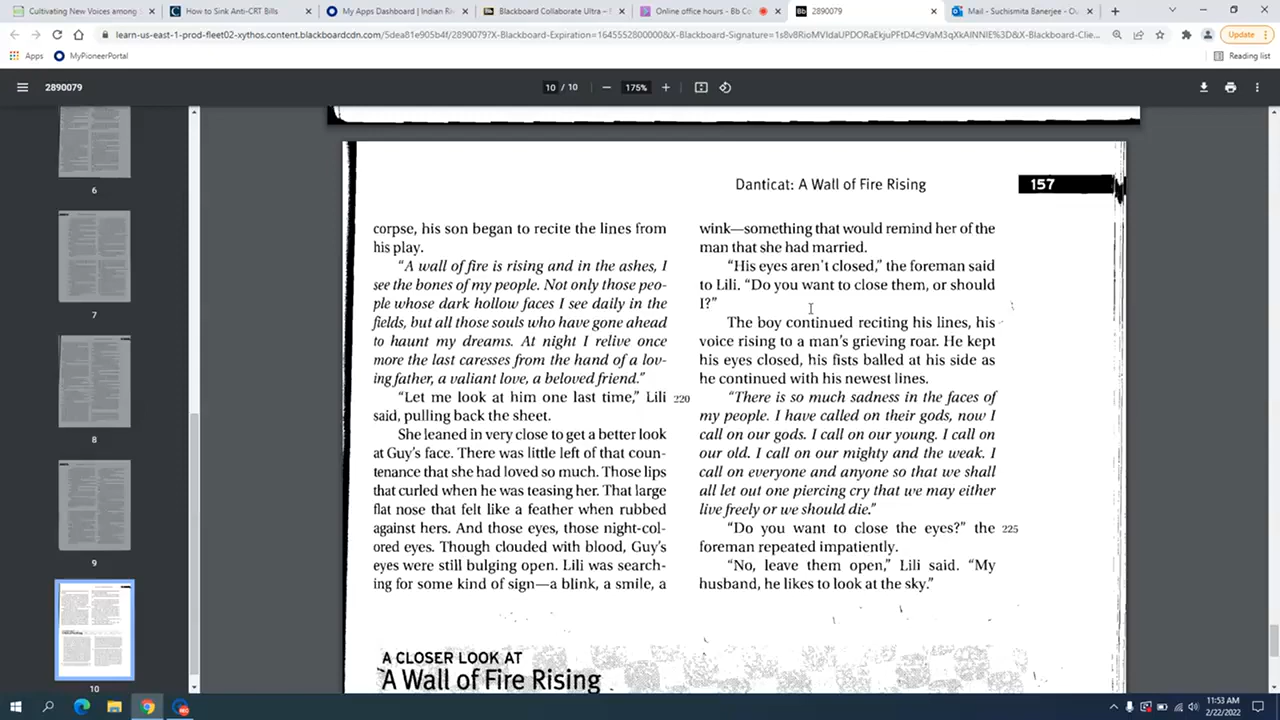 Cultivating New Voices among S
How to Sink Anti-CRT Bills
My Apps Dashboard | Indian Ri
Blackboard Collaborate Ultra –
Online office hours - Bb Co
2890079
Mail - Suchismita Banerjee - Ou
learn-us-east-1-prod-fleet02-xythos.content.blackboardcdn.com/
Update
Apps
MyPioneerPortal
Reading list
2890079
10 / 10
175%
6
7
8
9
10
Danticat: A Wall of Fire Rising
157
corpse, his son began to recite the lines from
his play.
"A wall of fire is rising and in the ashes, I
see the bones of my people. Not only those peo-
ple whose dark hollow faces I see daily in the
fields, but all those souls who have gone ahead
to haunt my dreams. At night I relive once
more the last caresses from the hand of a lov-
ing father, a valiant love, a beloved friend."
"Let me look at him one last time," Lili 220
said, pulling back the sheet.
She leaned in very close to get a better look
at Guy's face. There was little left of that coun-
tenance that she had loved so much. Those lips
that curled when he was teasing her. That large
flat nose that felt like a feather when rubbed
against hers. And those eyes, those night-col-
ored eyes. Though clouded with blood, Guy's
eyes were still bulging open. Lili was search-
ing for some kind of sign—a blink, a smile, a
wink—something that would remind her of the
man that she had married.
"His eyes aren't closed," the foreman said
to Lili. "Do you want to close them, or should
I?"
The boy continued reciting his lines, his
voice rising to a man's grieving roar. He kept
his eyes closed, his fists balled at his side as
he continued with his newest lines.
"There is so much sadness in the faces of
my people. I have called on their gods, now I
call on our gods. I call on our young. I call on
our old. I call on our mighty and the weak. I
call on everyone and anyone so that we shall
all let out one piercing cry that we may either
live freely or we should die."
"Do you want to close the eyes?" the 225
foreman repeated impatiently.
"No, leave them open," Lili said. "My
husband, he likes to look at the sky."
A CLOSER LOOK AT
A Wall of Fire Rising
11:53 AM
2/22/2022